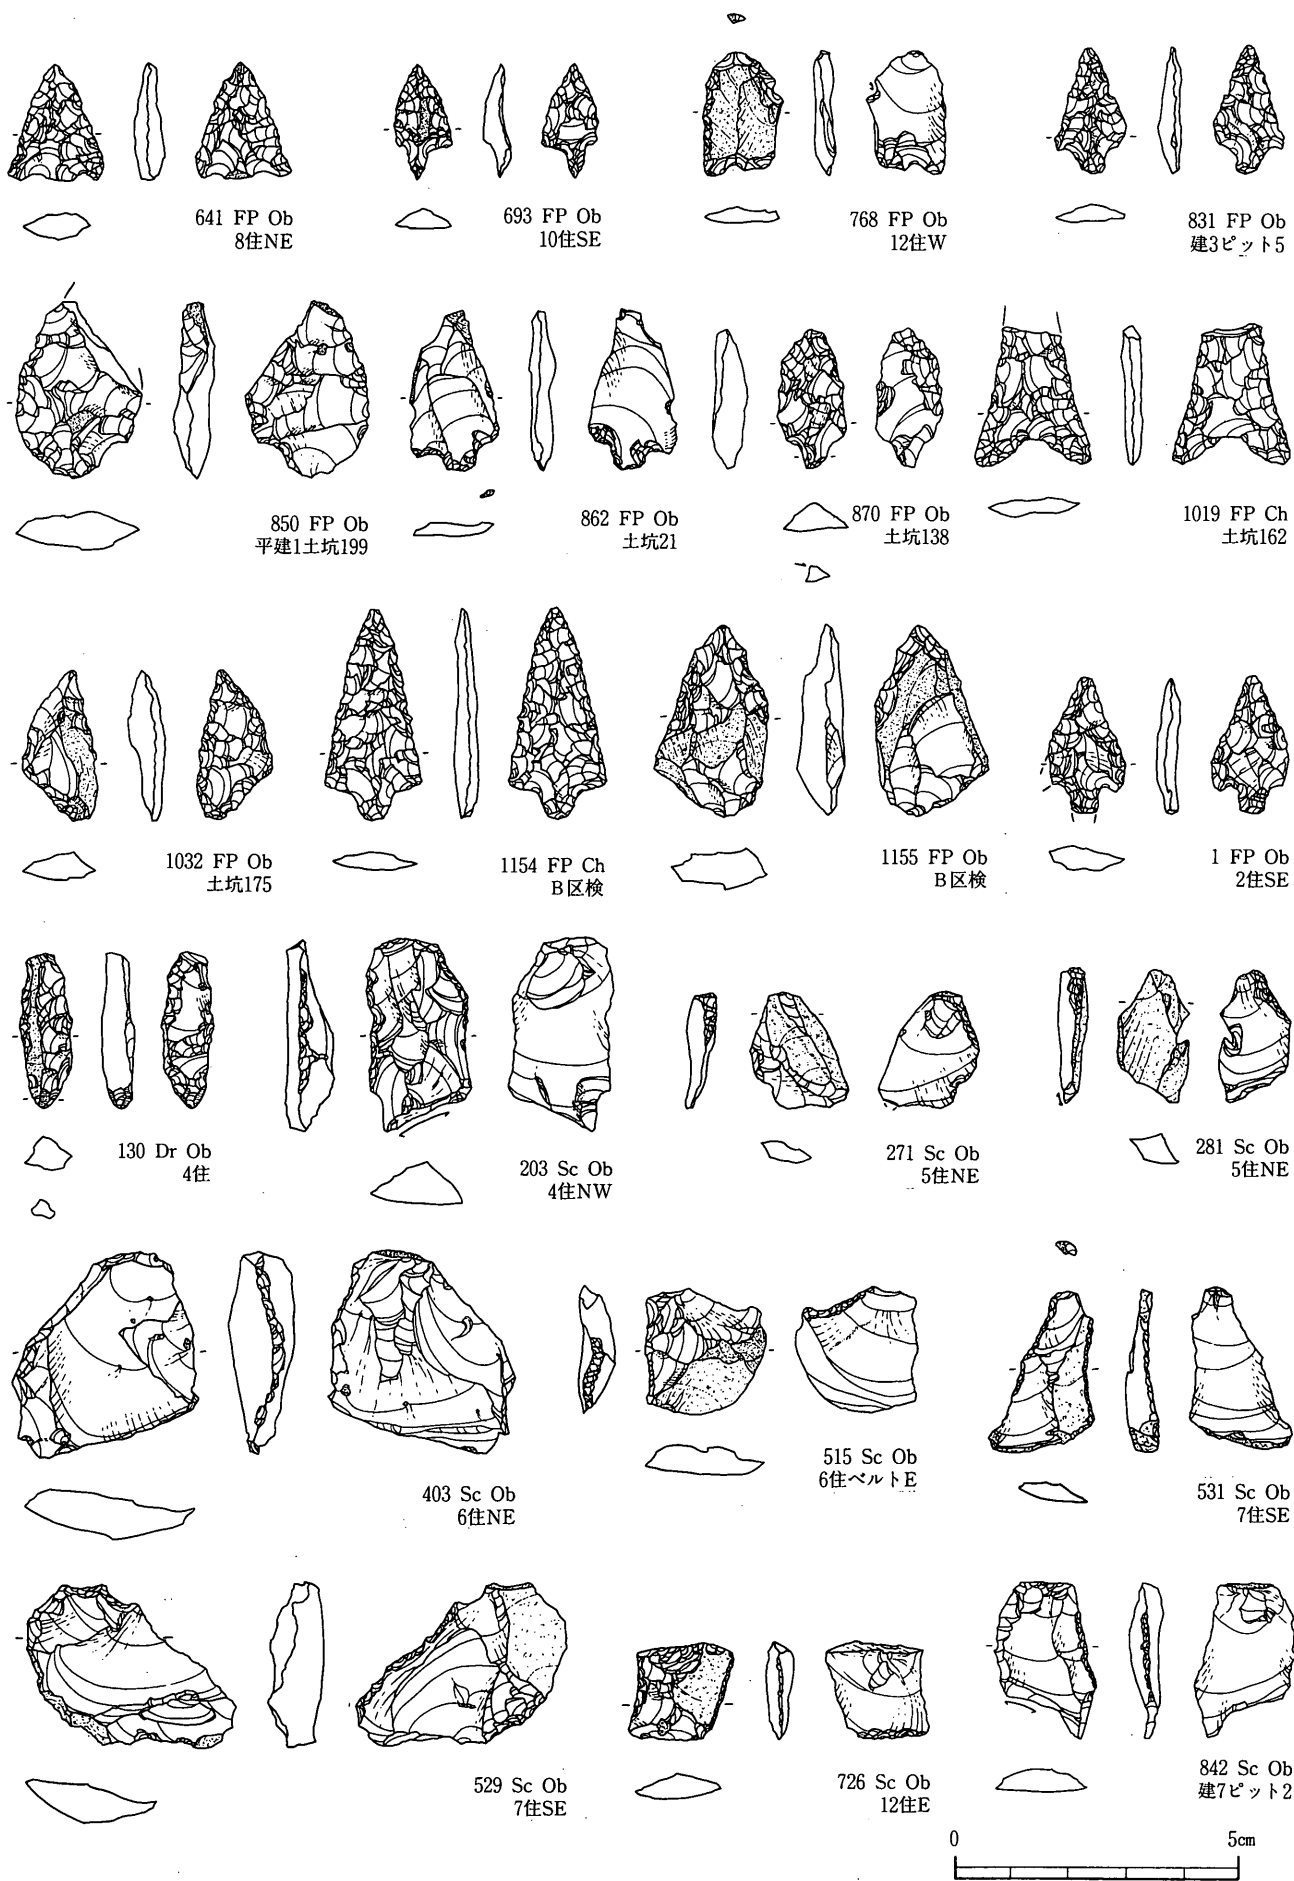 641 FP Ob
8住NE
693 FP Ob
10住SE
768 FP Ob
12住W
831 FP Ob
建3ピット5
850 FP Ob
平建1土坑199
862 FP Ob
土坑21
870 FP Ob
土坑138
1019 FP Ch
土坑162
1032 FP Ob
土坑175
1154 FP Ch
B区検
1155 FP Ob
B区検
1 FP Ob
2住SE
130 Dr Ob
4住
203 Sc Ob
4住NW
271 Sc Ob
5住NE
281 Sc Ob
5住NE
403 Sc Ob
6住NE
515 Sc Ob
6住ベルトE
531 Sc Ob
7住SE
529 Sc Ob
7住SE
726 Sc Ob
12住E
842 Sc Ob
建7ピット2
0 5cm